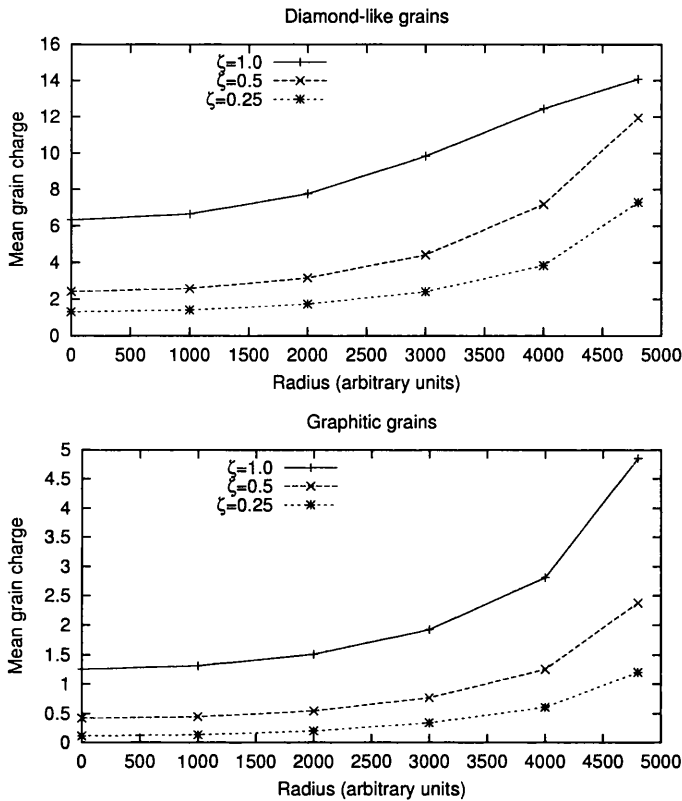 Diamond-like grains
16
14
12
10
8
6
4
2
0
Mean grain charge
ζ=1.0
ζ=0.5
ζ=0.25
0 500 1000 1500 2000 2500 3000 3500 4000 4500 5000
Radius (arbitrary units)
Graphitic grains
5
4.5
4
3.5
3
2.5
2
1.5
1
0.5
0
Mean grain charge
ζ=1.0
ζ=0.5
ζ=0.25
0 500 1000 1500 2000 2500 3000 3500 4000 4500 5000
Radius (arbitrary units)